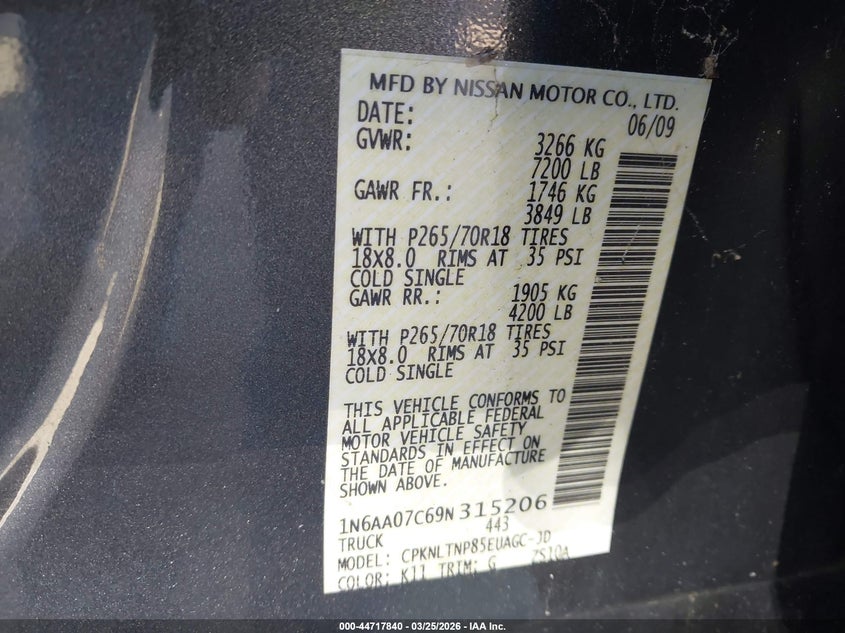 MFD BY NISSAN MOTOR CO., LTD.
DATE: 06/09
GVWR: 3266 KG
7200 LB
GAWR FR.: 1746 KG
3849 LB
WITH P265/70R18 TIRES
18X8.0 RIMS AT 35 PSI
COLD SINGLE
GAWR RR.: 1905 KG
4200 LB
WITH P265/70R18 TIRES
18X8.0 RIMS AT 35 PSI
COLD SINGLE
THIS VEHICLE CONFORMS TO
ALL APPLICABLE FEDERAL
MOTOR VEHICLE SAFETY
STANDARDS IN EFFECT ON
THE DATE OF MANUFACTURE
SHOWN ABOVE.
1N6AA07C69N315206
TRUCK 443
MODEL: CPKNLTNP85EUAGC-JD
COLOR: K11 TRIM: G ZS10A
000-44717840 - 03/25/2026 - IAA Inc.